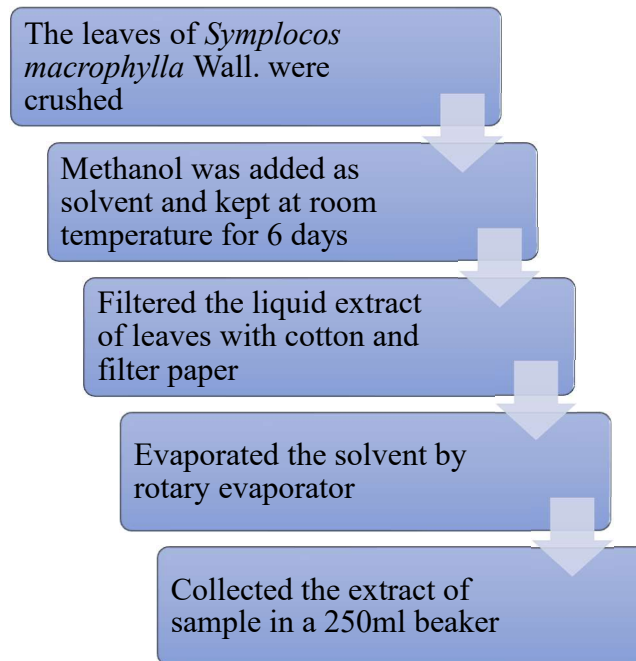 The leaves of Symplocos
macrophylla Wall. were
crushed
Methanol was added as
solvent and kept at room
temperature for 6 days
Filtered the liquid extract
of leaves with cotton and
filter paper
Evaporated the solvent by
rotary evaporator
Collected the extract of
sample in a 250ml beaker